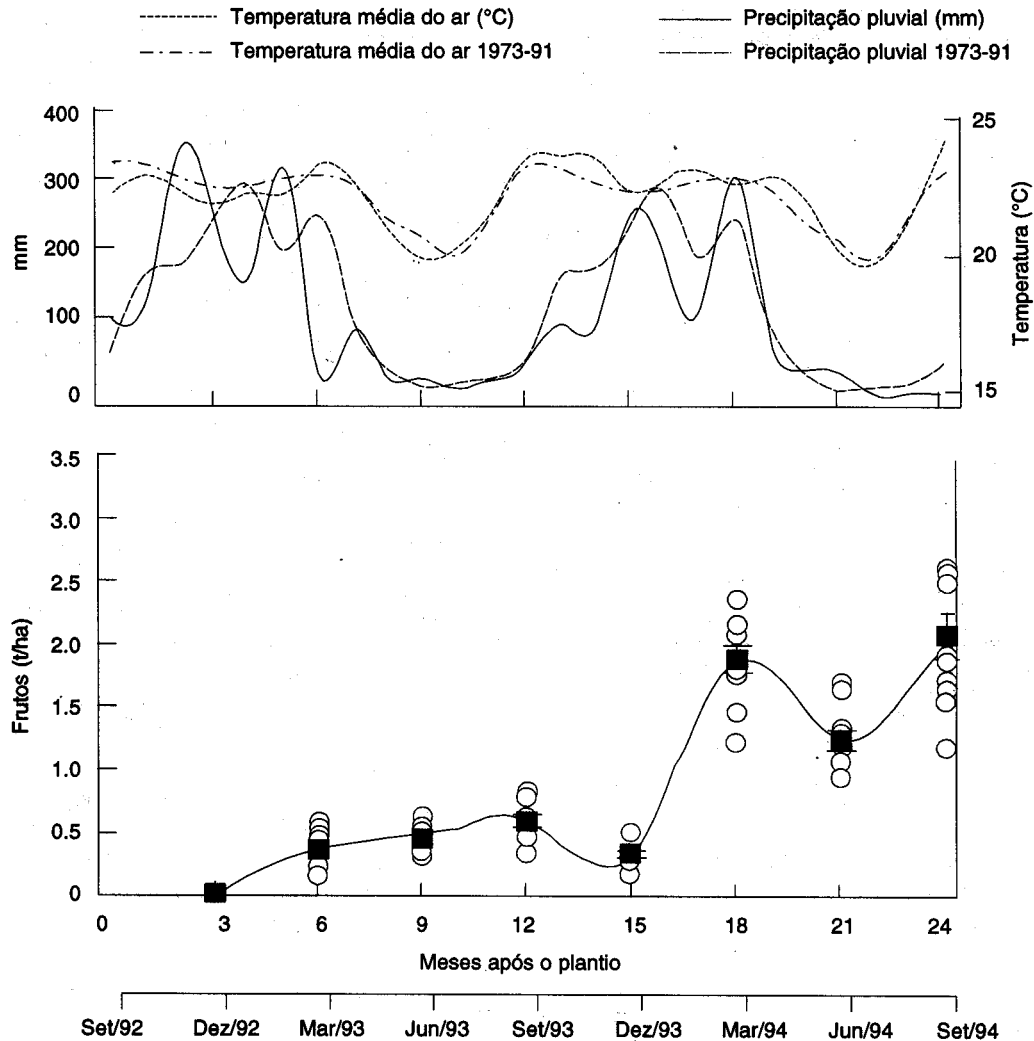 Temperatura média do ar (°C)
Precipitação pluvial (mm)
Temperatura média do ar 1973-91
Precipitação pluvial 1973-91
400
300
200
100
0
mm
25
20
15
Temperatura (°C)
3.5
3.0
2.5
2.0
1.5
1.0
0.5
0
Frutos (t/ha)
0 3 6 9 12 15 18 21 24
Meses após o plantio
Set/92 Dez/92 Mar/93 Jun/93 Set/93 Dez/93 Mar/94 Jun/94 Set/94